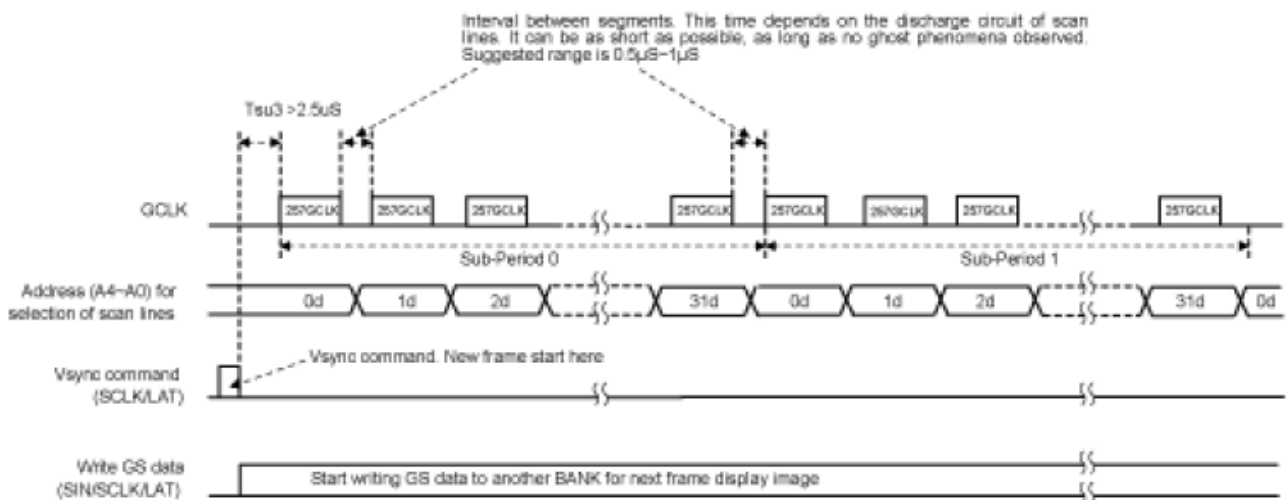 Interval between segments. This time depends on the discharge circuit of scan
lines. It can be as short as possible, as long as no ghost phenomena observed.
Suggested range is 0.5µS~1µS
Tsu3 >2.5uS
GCLK
257GCLK 257GCLK 257GCLK 257GCLK 257GCLK 257GCLK 257GCLK 257GCLK
Sub-Period 0 Sub-Period 1
Address (A4~A0) for
selection of scan lines
0d 1d 2d 31d 0d 1d 2d 31d 0d
Vsync command. New frame start here
Vsync command
(SCLK/LAT)
Write GS data
(SIN/SCLK/LAT)
Start writing GS data to another BANK for next frame display image